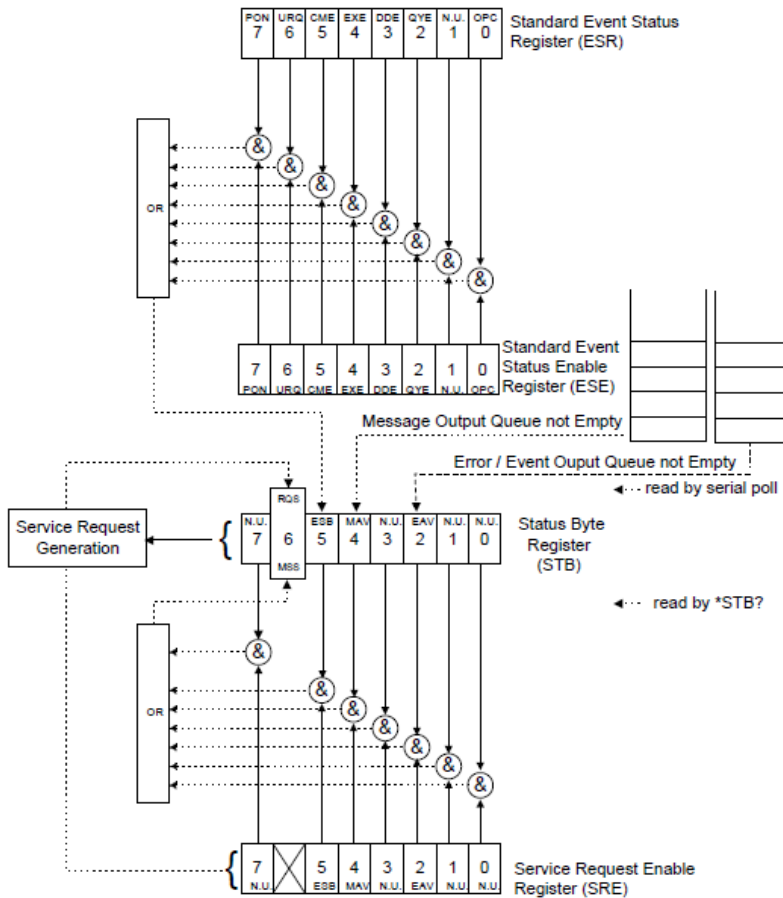 PON URQ CME EXE DDE QYE N.U. OPC
7 6 5 4 3 2 1 0
Standard Event Status
Register (ESR)
&
&
&
&
&
&
&
&
OR
7 6 5 4 3 2 1 0
PON URQ CME EXE DDE QYE N.U. OPC
Standard Event
Status Enable
Register (ESE)
Message Output Queue not Empty
Error / Event Ouput Queue not Empty
read by serial poll
Service Request
Generation
{
RQS
N.U. ESB MAV N.U. EAV N.U. N.U.
7 6 5 4 3 2 1 0
MSS
Status Byte
Register
(STB)
read by *STB?
&
&
&
&
&
&
&
OR
{
7 5 4 3 2 1 0
N.U. ESB MAV N.U. EAV N.U. N.U.
Service Request Enable
Register (SRE)